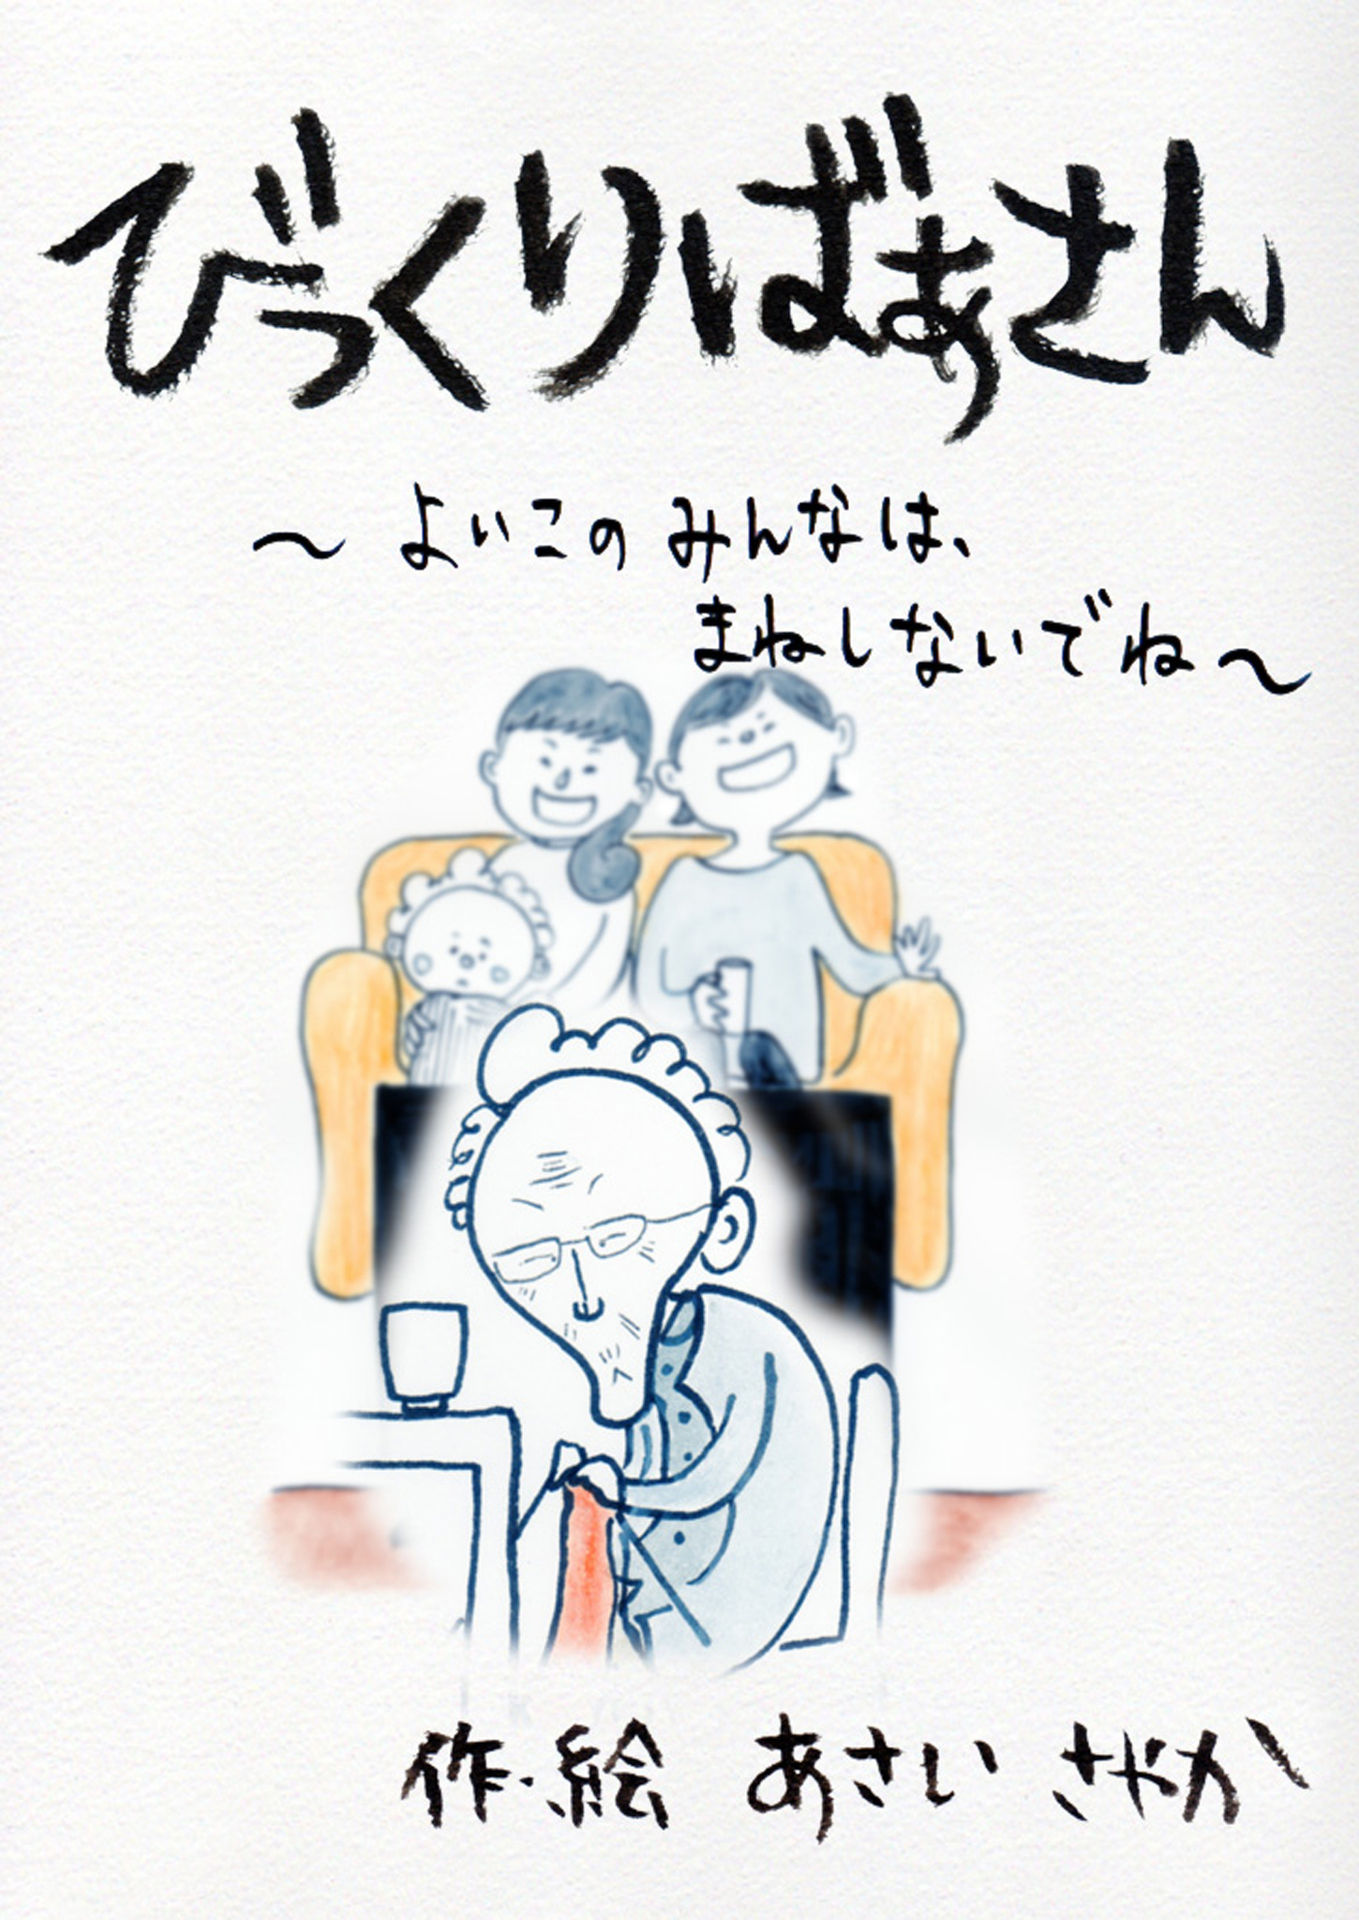 びっくりばぁさん
～よいこのみんなは、
まねしないでね～
作・絵 あさい さやか